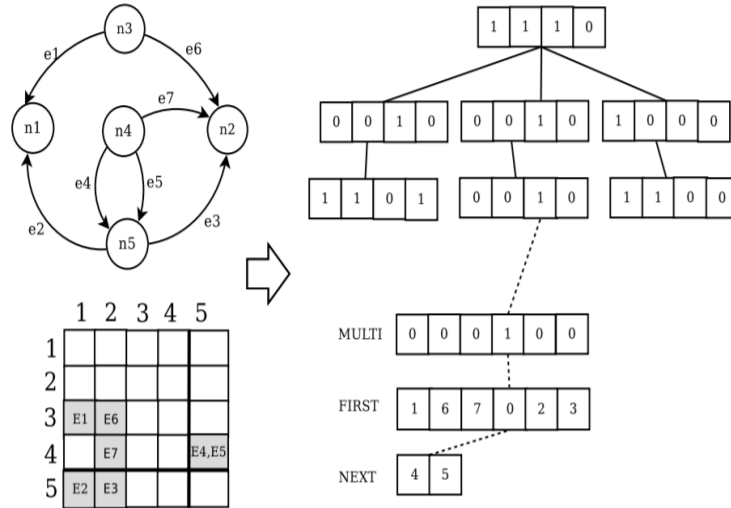 n3
e1
e6
e7
n1
n4
n2
e4
e5
e2
e3
n5
1 2 3 4 5
1
2
3 E1 E6
4 E7 E4,E5
5 E2 E3
1 1 1 0
0 0 1 0 0 0 1 0 1 0 0 0
1 1 0 1 0 0 1 0 1 1 0 0
MULTI 0 0 0 1 0 0
FIRST 1 6 7 0 2 3
NEXT 4 5